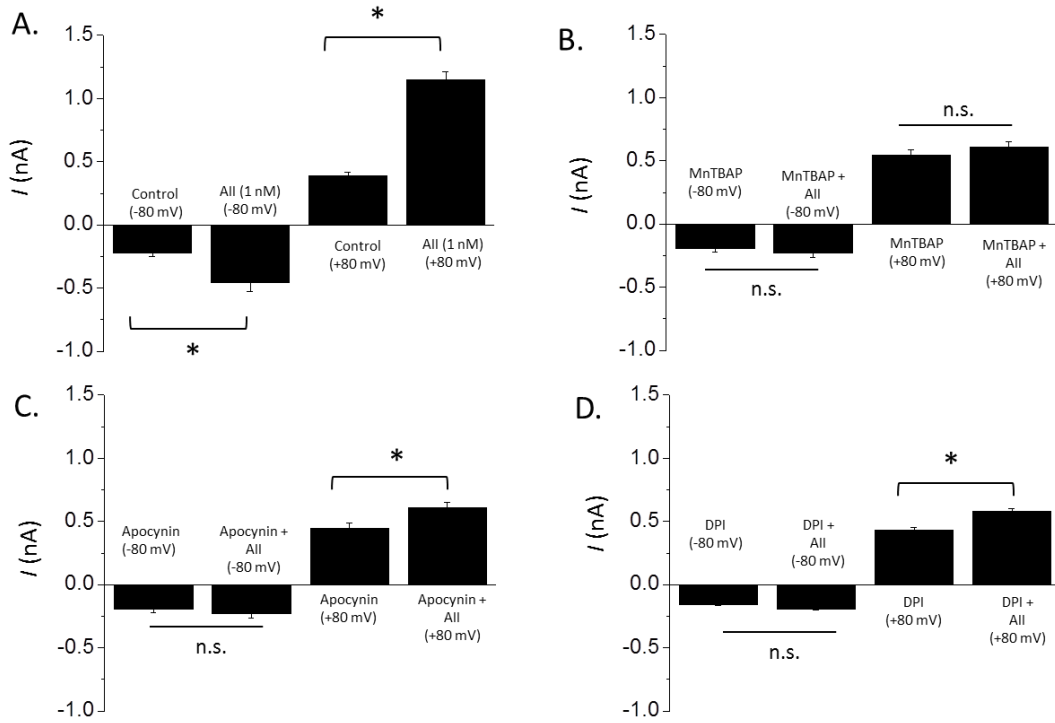 A.
*
1.5
1.0
0.5
0.0
-0.5
-1.0
I (nA)
Control
(-80 mV)
AII (1 nM)
(-80 mV)
Control
(+80 mV)
AII (1 nM)
(+80 mV)
*
B.
1.5
1.0
0.5
0.0
-0.5
-1.0
I (nA)
n.s.
MnTBAP
(-80 mV)
MnTBAP +
AII
(-80 mV)
MnTBAP
(+80 mV)
MnTBAP +
AII
(+80 mV)
n.s.
C.
1.5
1.0
0.5
0.0
-0.5
-1.0
I (nA)
*
Apocynin
(-80 mV)
Apocynin +
AII
(-80 mV)
Apocynin
(+80 mV)
Apocynin +
AII
(+80 mV)
n.s.
D.
1.5
1.0
0.5
0.0
-0.5
-1.0
I (nA)
*
DPI
(-80 mV)
DPI +
AII
(-80 mV)
DPI
(+80 mV)
DPI +
AII
(+80 mV)
n.s.